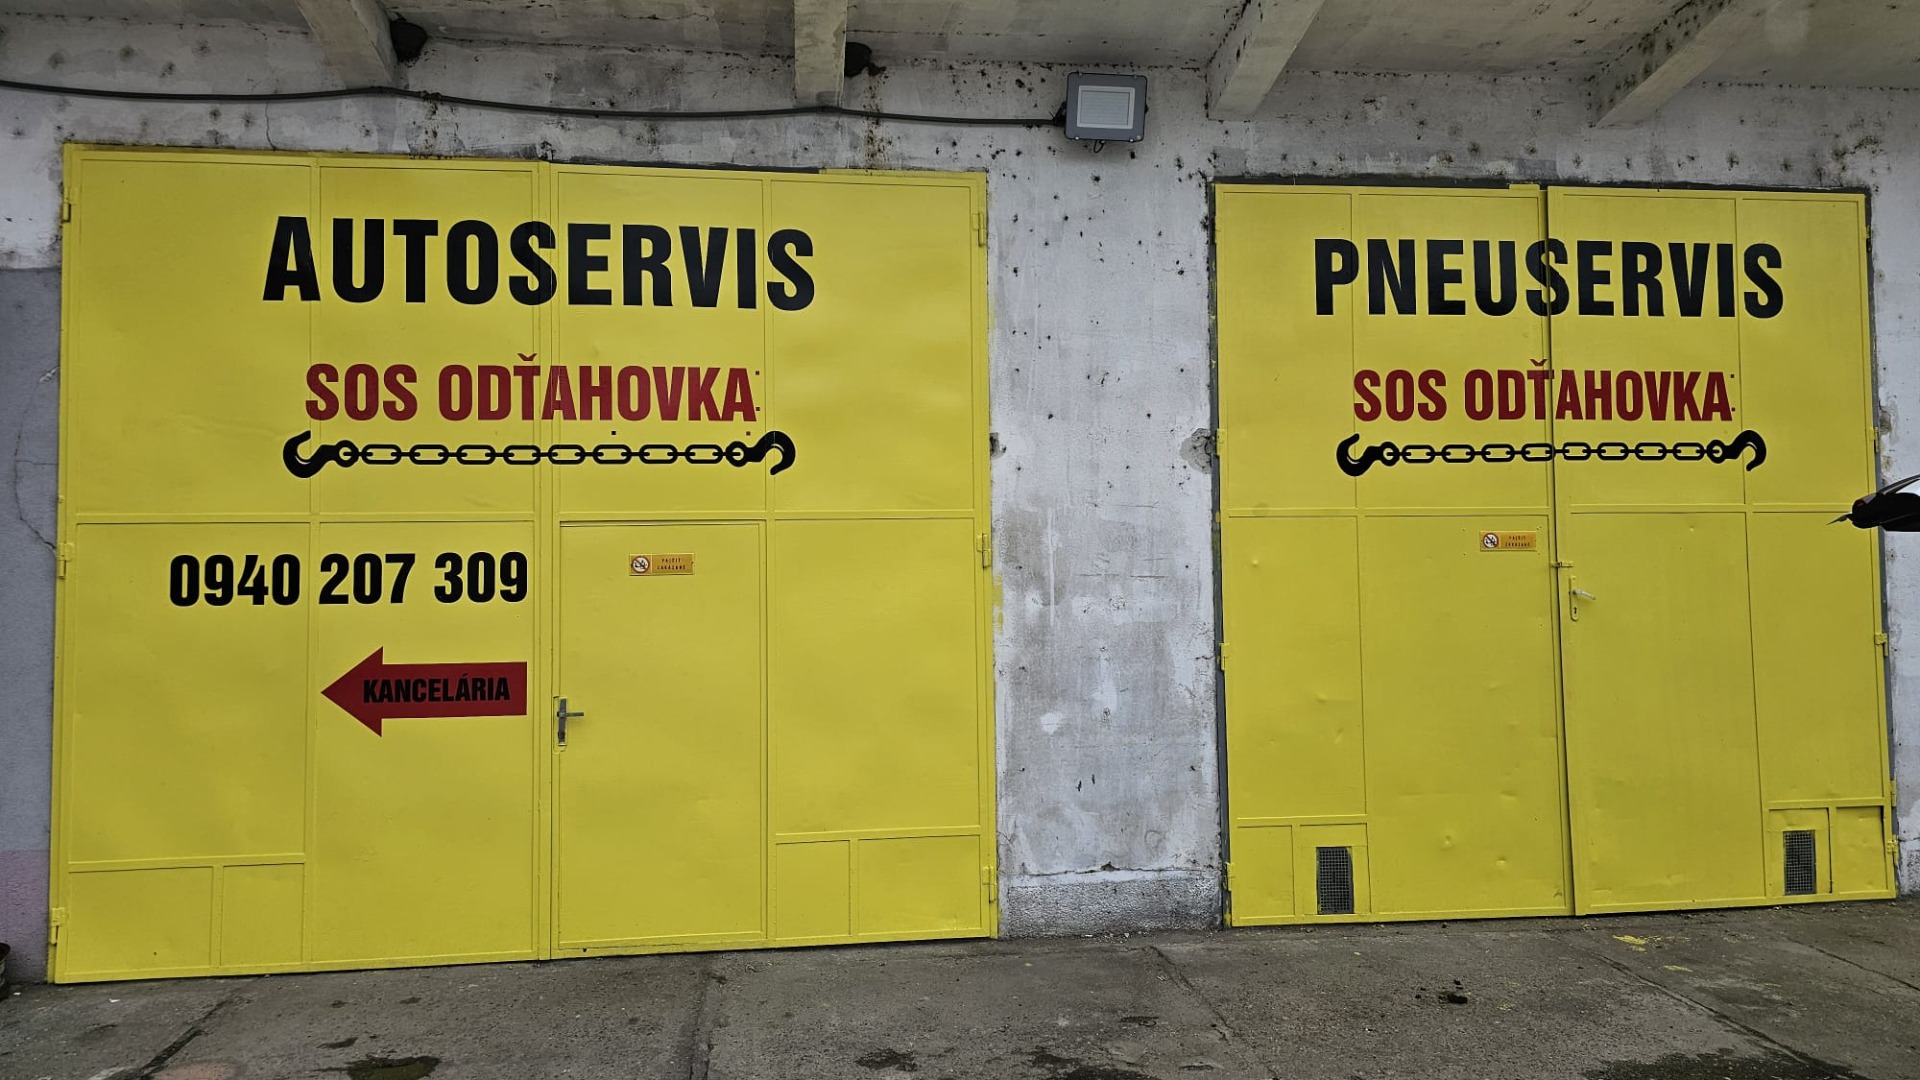 AUTOSERVIS
SOS ODŤAHOVKA
0940 207 309
KANCELÁRIA
PNEUSERVIS
SOS ODŤAHOVKA